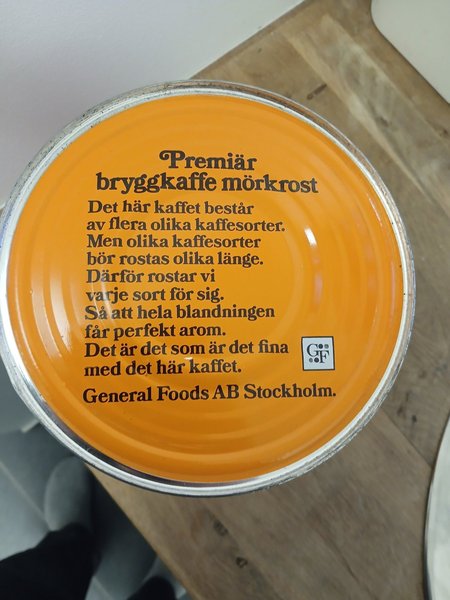 Premiär
bryggkaffe mörkrost
Det här kaffet består
av flera olika kaffesorter.
Men olika kaffesorter
bör rostas olika länge.
Därför rostar vi
varje sort för sig.
Så att hela blandningen
får perfekt arom.
Det är det som är det fina
med det här kaffet.
GF
General Foods AB Stockholm.